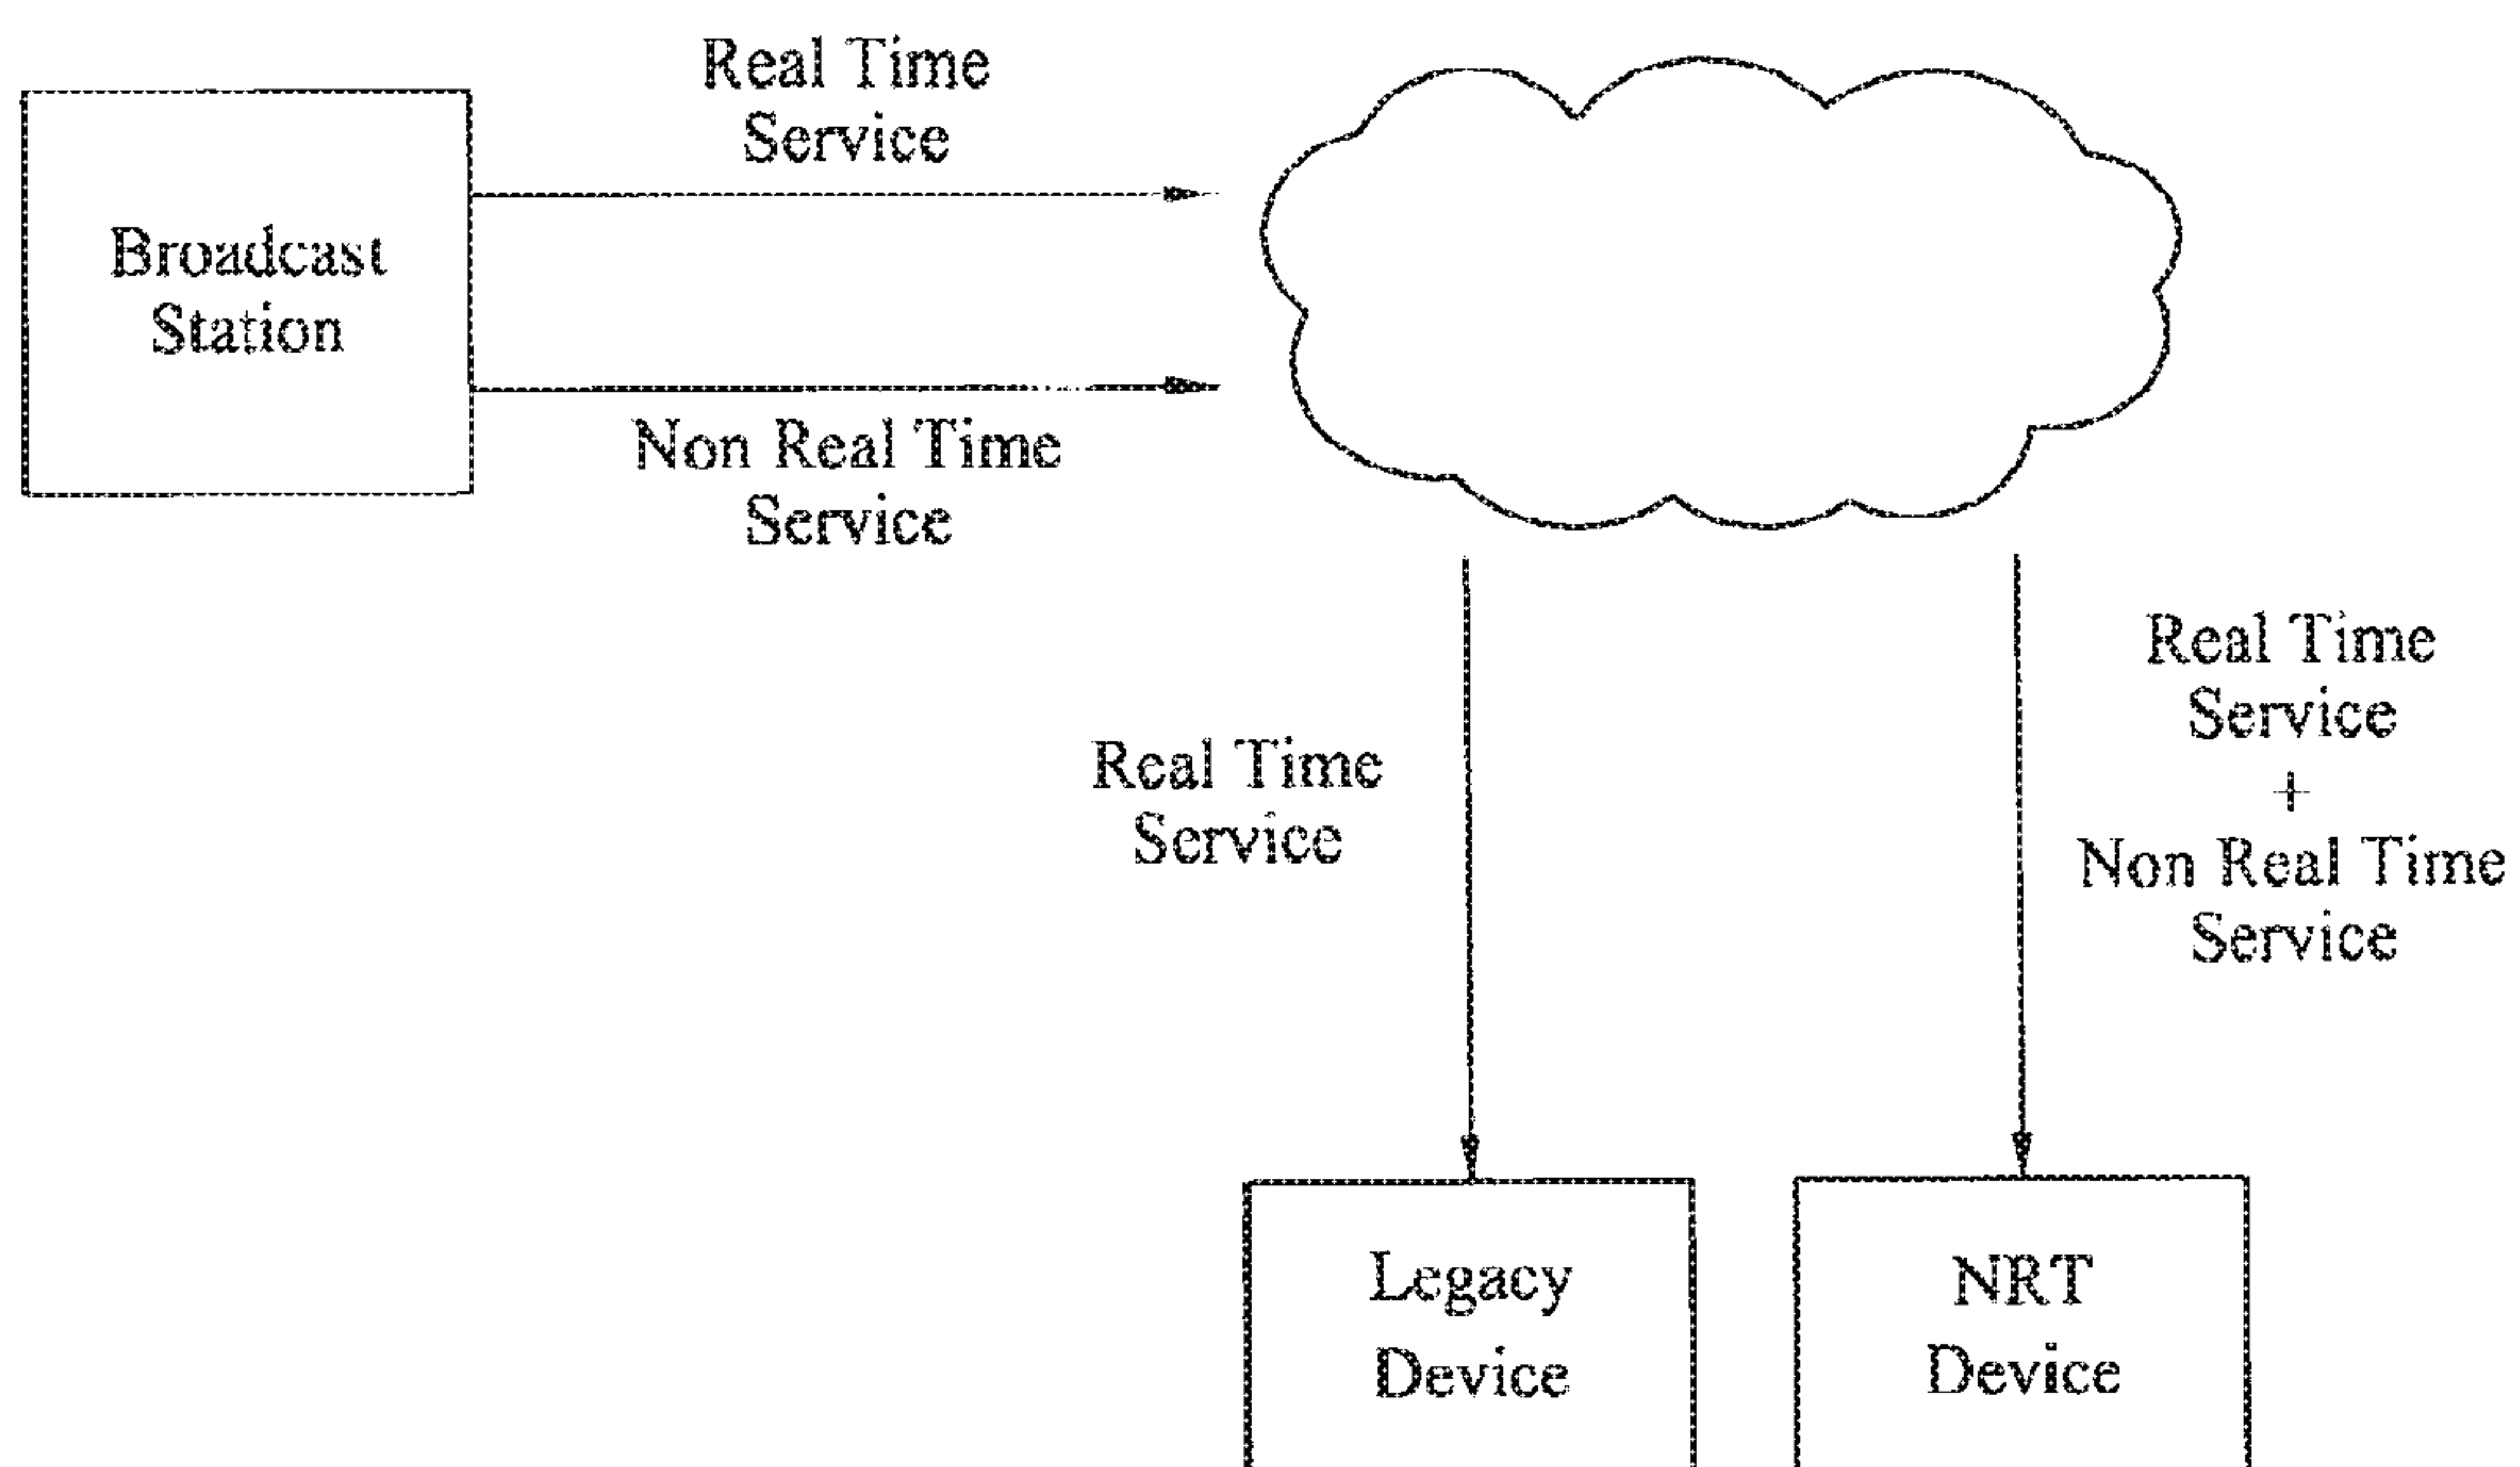 Real Time
Service
Broadcast
Station
Non Real Time
Service
Real Time
Service
Real Time
Service
+
Non Real Time
Service
Legacy
Device
NRT
Device